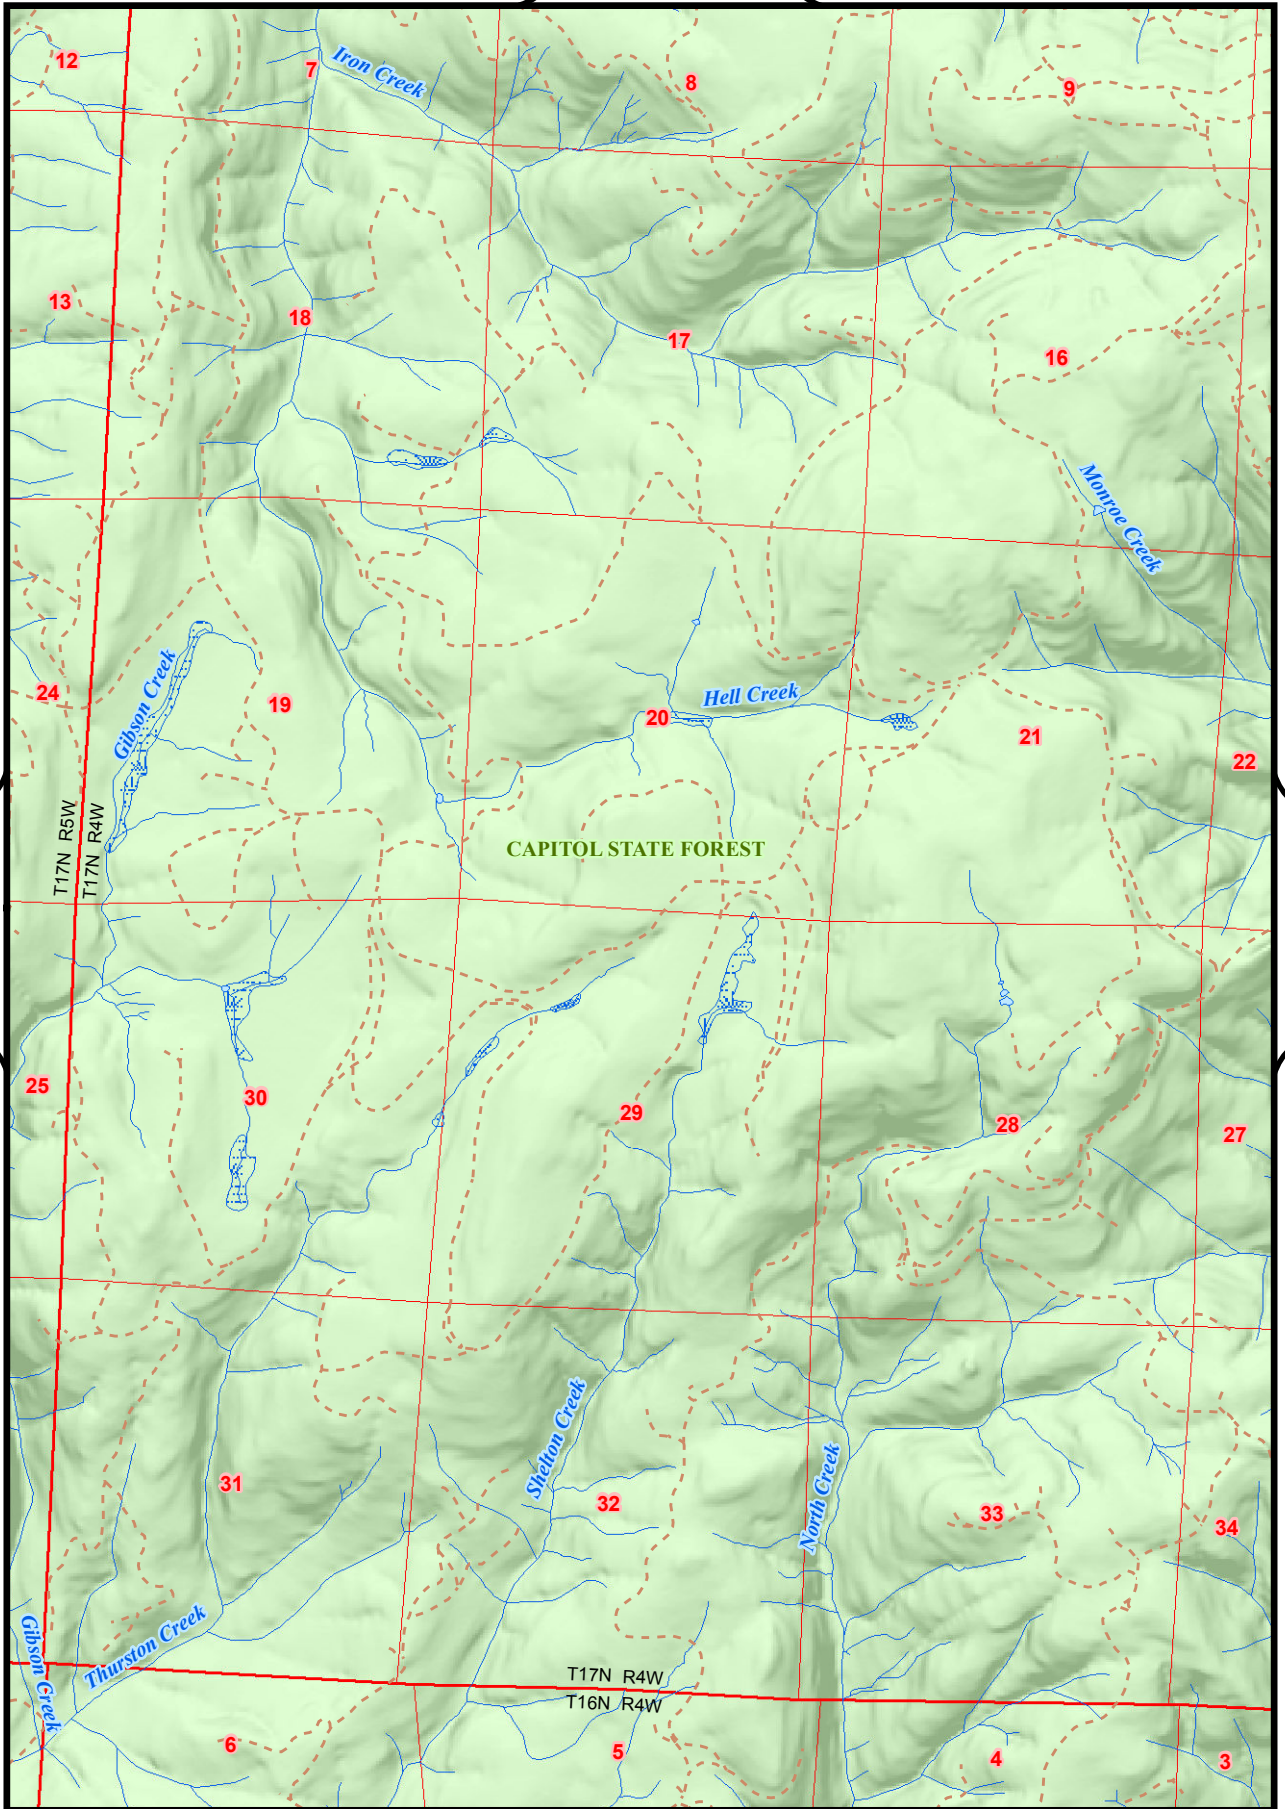 12
7
Iron Creek
8
9
13
18
17
16
Monroe Creek
24
Gibson Creek
19
Hell Creek
20
21
22
T17N R5W
T17N R4W
CAPITOL STATE FOREST
25
30
29
28
27
Shelton Creek
31
32
North Creek
33
34
Gibson Creek
Thurston Creek
T17N R4W
T16N R4W
6
5
4
3